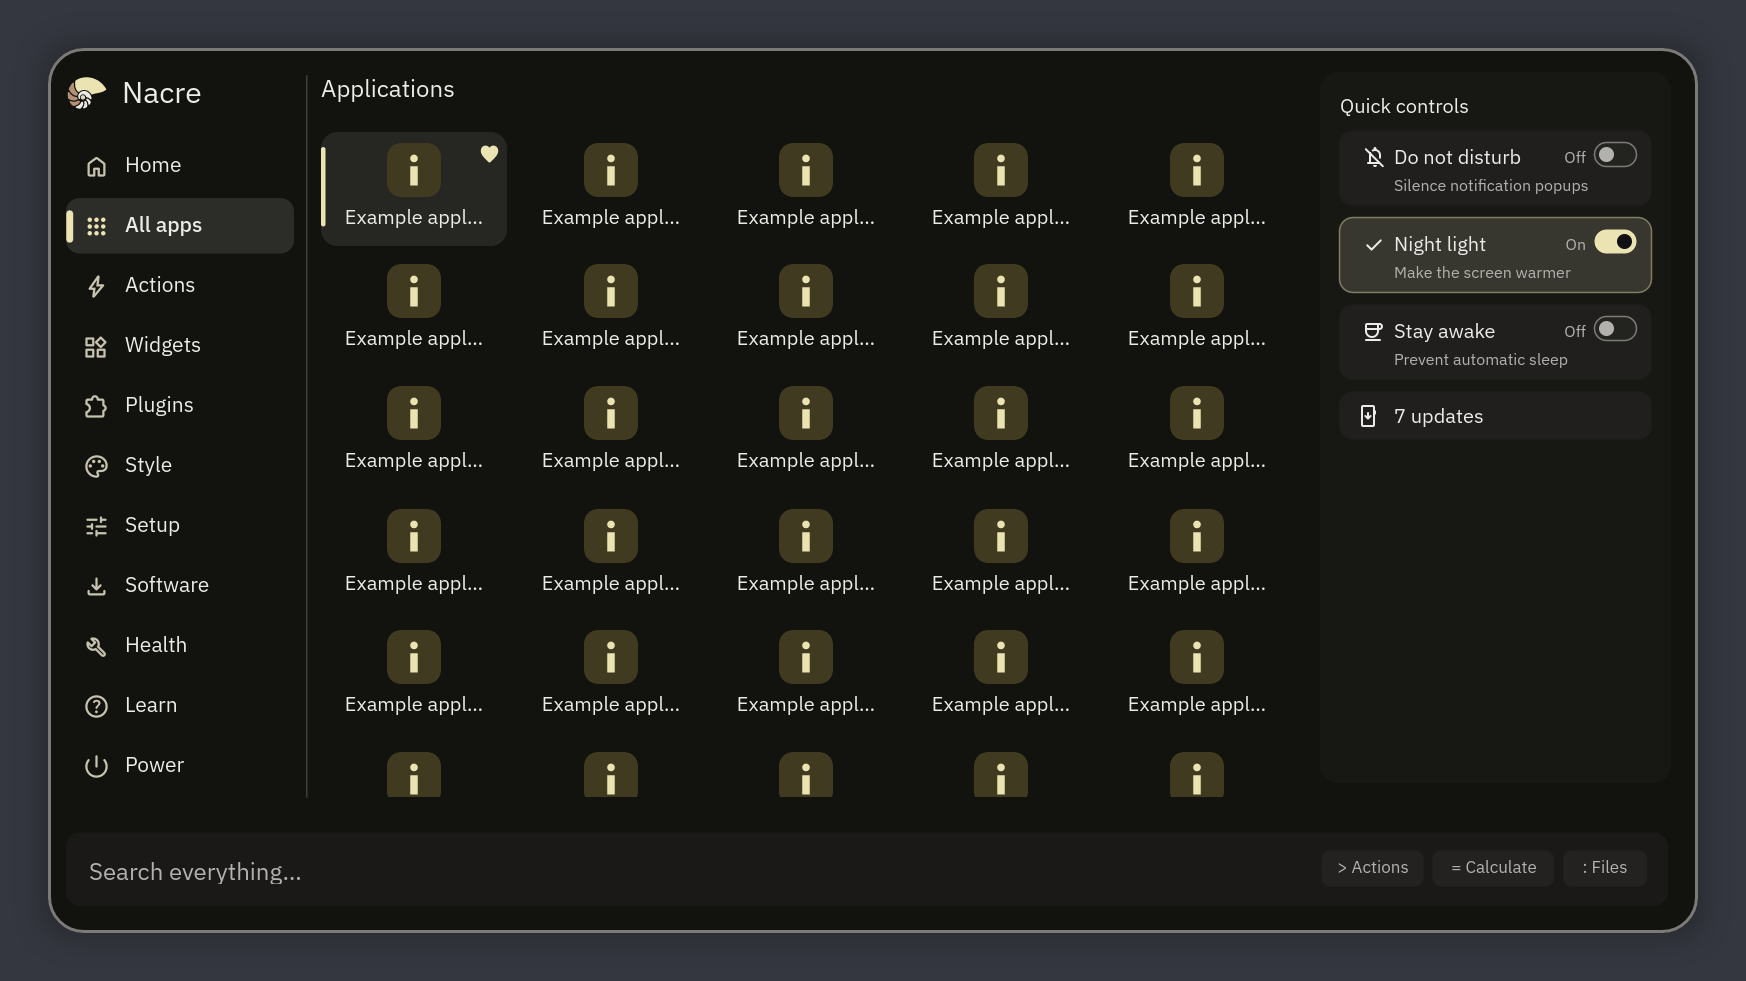 Nacre
Home
All apps
Actions
Widgets
Plugins
Style
Setup
Software
Health
Learn
Power
Applications
Example appl... Example appl... Example appl... Example appl... Example appl...
Example appl... Example appl... Example appl... Example appl... Example appl...
Example appl... Example appl... Example appl... Example appl... Example appl...
Example appl... Example appl... Example appl... Example appl... Example appl...
Example appl... Example appl... Example appl... Example appl... Example appl...
Quick controls
Do not disturb Off
Silence notification popups
Night light On
Make the screen warmer
Stay awake Off
Prevent automatic sleep
7 updates
Search everything...
> Actions = Calculate : Files